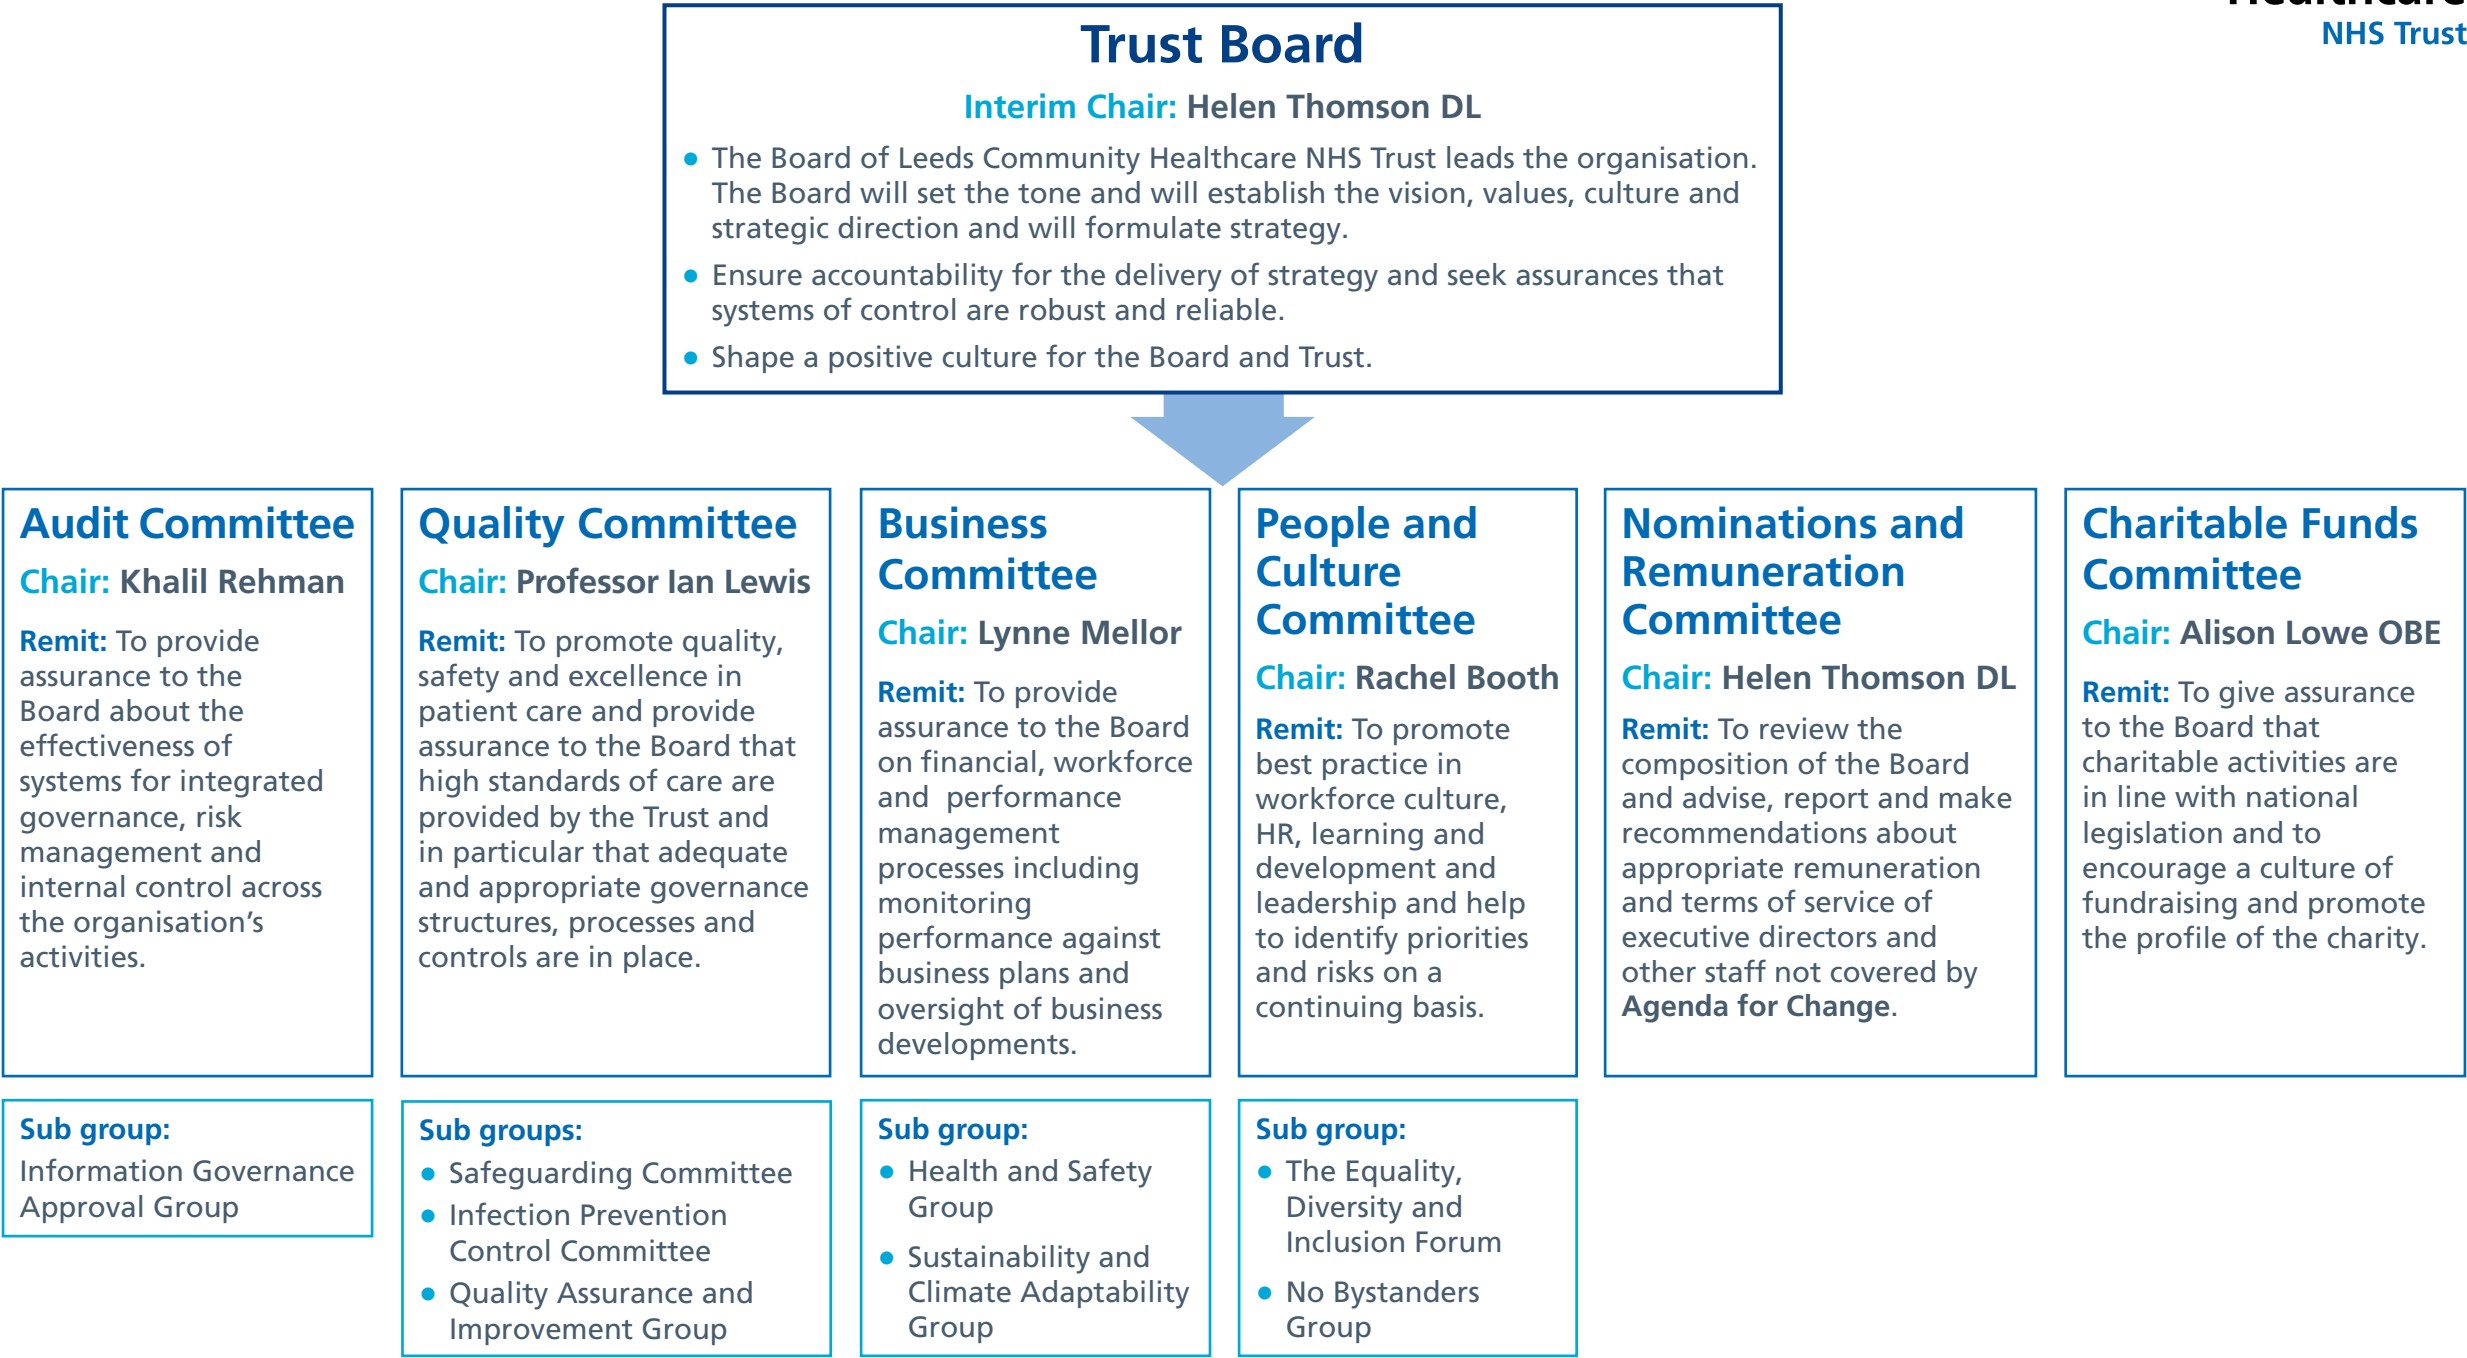 Healthcare
NHS Trust
Trust Board
Interim Chair: Helen Thomson DL
• The Board of Leeds Community Healthcare NHS Trust leads the organisation.
The Board will set the tone and will establish the vision, values, culture and
strategic direction and will formulate strategy.
• Ensure accountability for the delivery of strategy and seek assurances that
systems of control are robust and reliable.
• Shape a positive culture for the Board and Trust.
Audit Committee
Chair: Khalil Rehman
Remit: To provide
assurance to the
Board about the
effectiveness of
systems for integrated
governance, risk
management and
internal control across
the organisation’s
activities.
Sub group:
Information Governance
Approval Group
Quality Committee
Chair: Professor Ian Lewis
Remit: To promote quality,
safety and excellence in
patient care and provide
assurance to the Board that
high standards of care are
provided by the Trust and
in particular that adequate
and appropriate governance
structures, processes and
controls are in place.
Sub groups:
• Safeguarding Committee
• Infection Prevention
Control Committee
• Quality Assurance and
Improvement Group
Business
Committee
Chair: Lynne Mellor
Remit: To provide
assurance to the Board
on financial, workforce
and  performance
management
processes including
monitoring
performance against
business plans and
oversight of business
developments.
Sub group:
• Health and Safety
Group
• Sustainability and
Climate Adaptability
Group
People and
Culture
Committee
Chair: Rachel Booth
Remit: To promote
best practice in
workforce culture,
HR, learning and
development and
leadership and help
to identify priorities
and risks on a
continuing basis.
Sub group:
• The Equality,
Diversity and
Inclusion Forum
• No Bystanders
Group
Nominations and
Remuneration
Committee
Chair: Helen Thomson DL
Remit: To review the
composition of the Board
and advise, report and make
recommendations about
appropriate remuneration
and terms of service of
executive directors and
other staff not covered by
Agenda for Change.
Charitable Funds
Committee
Chair: Alison Lowe OBE
Remit: To give assurance
to the Board that
charitable activities are
in line with national
legislation and to
encourage a culture of
fundraising and promote
the profile of the charity.